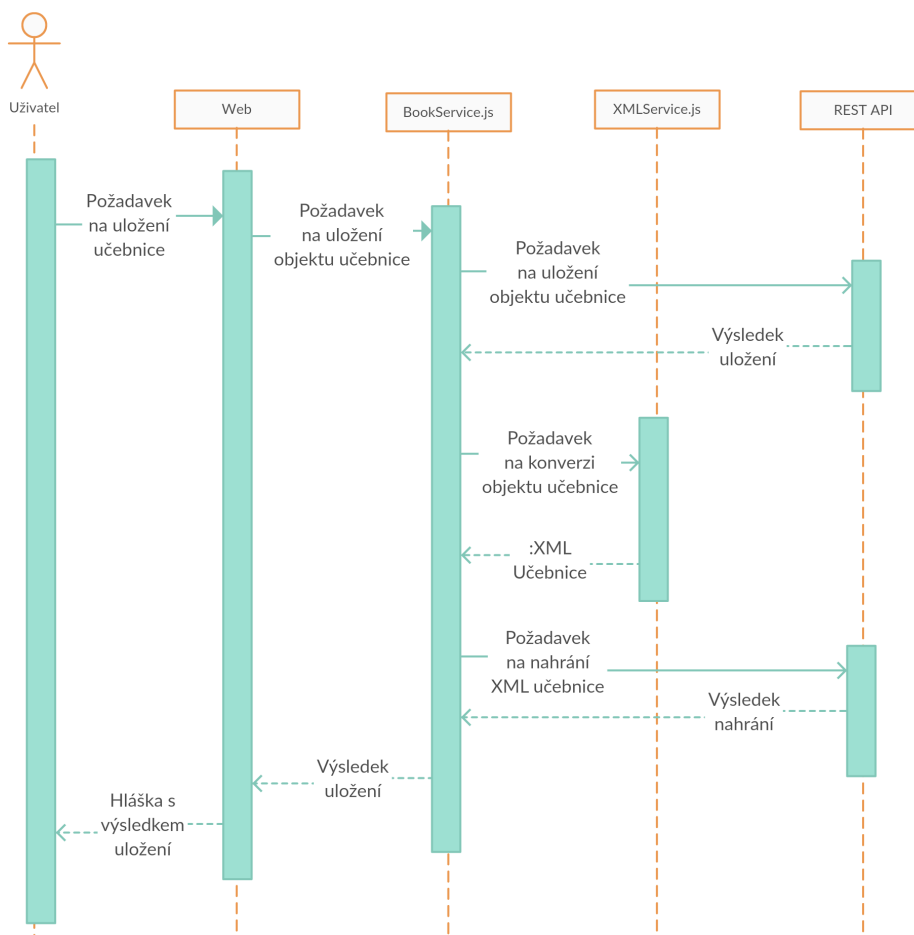 Uživatel
Web
BookService.js
XMLService.js
REST API
Požadavek
na uložení
učebnice
Požadavek
na uložení
objektu učebnice
Požadavek
na uložení
objektu učebnice
Výsledek
uložení
Požadavek
na konverzi
objektu učebnice
:XML
Učebnice
Požadavek
na nahrání
XML učebnice
Výsledek
nahrání
Výsledek
uložení
Hláška s
výsledkem
uložení